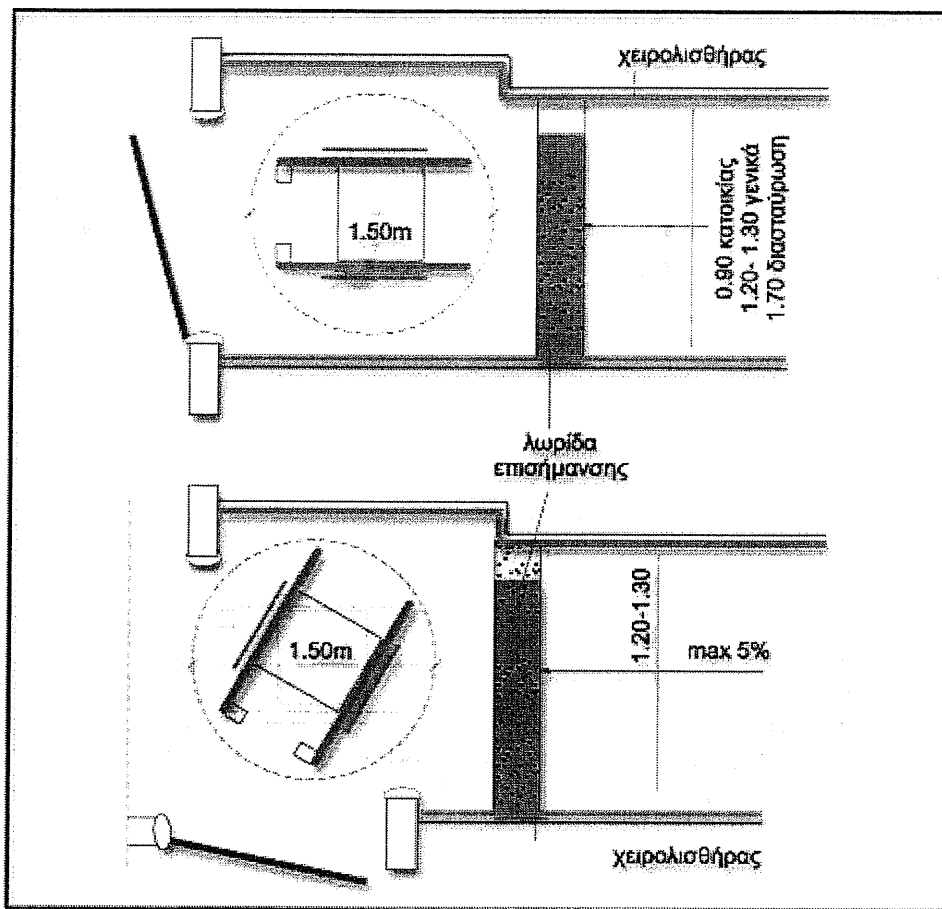 χειρολισθήρας
1.50m
0.90 κατοικίας
1.20- 1.30 γενικά
1.70 διασταύρωση
λωρίδα
επισήμανσης
1.50m
1.20-1.30
max 5%
χειρολισθήρας